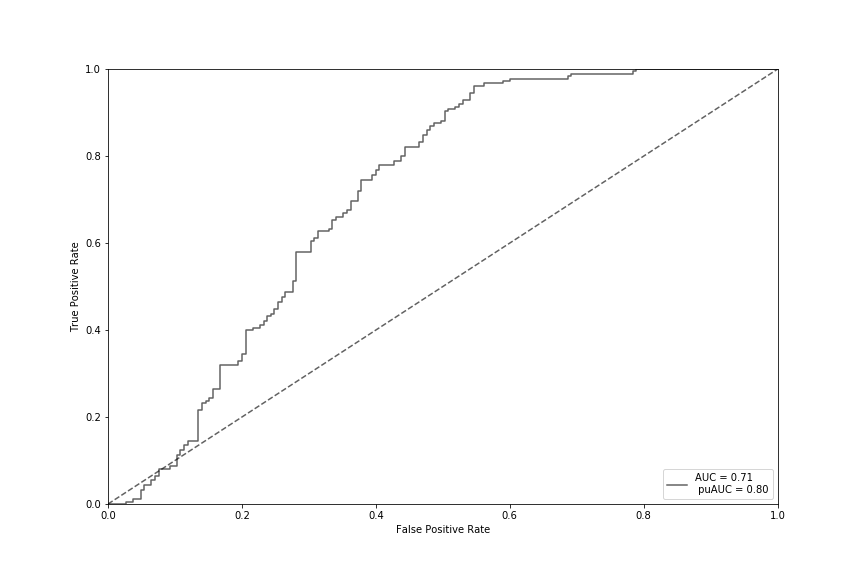 1.0
0.8
0.6
0.4
0.2
0.0
True Positive Rate
AUC = 0.71
puAUC = 0.80
0.0 0.2 0.4 0.6 0.8 1.0
False Positive Rate